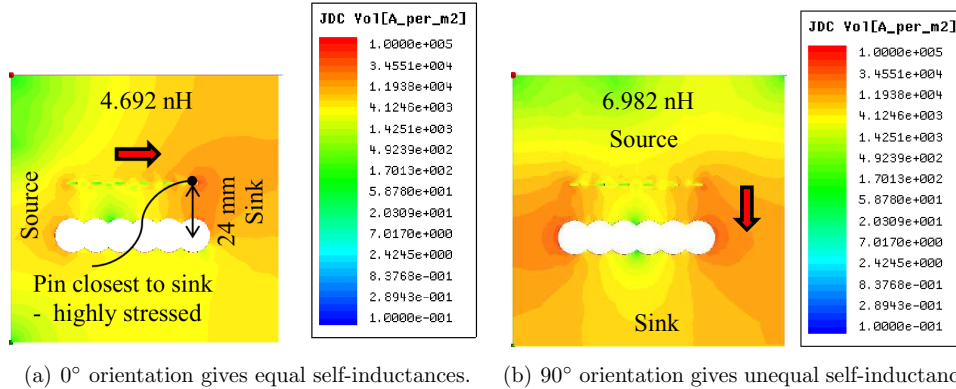 JDC Vol[A_per_m2]
1.0000e+005
3.4551e+004
1.1938e+004
4.1246e+003
1.4251e+003
4.9239e+002
1.7013e+002
5.8780e+001
2.0309e+001
7.0170e+000
2.4245e+000
8.3768e-001
2.8943e-001
1.0000e-001
4.692 nH
Source
24 mm
Sink
Pin closest to sink
- highly stressed
JDC Vol[A_per_m2]
1.0000e+005
3.4551e+004
1.1938e+004
4.1246e+003
1.4251e+003
4.9239e+002
1.7013e+002
5.8780e+001
2.0309e+001
7.0170e+000
2.4245e+000
8.3768e-001
2.8943e-001
1.0000e-001
6.982 nH
Source
Sink
(a) 0° orientation gives equal self-inductances.
(b) 90° orientation gives unequal self-inductanc